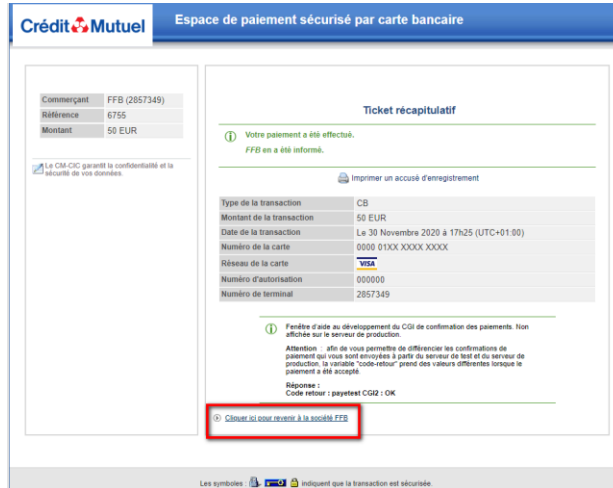 Crédit Mutuel
Espace de paiement sécurisé par carte bancaire
Commerçant FFB (2857349)
Référence 6755
Montant 50 EUR
Le CM-CIC garantit la confidentialité et la
sécurité de vos données.
Ticket récapitulatif
Votre paiement a été effectué.
FFB en a été informé.
Imprimer un accusé d'enregistrement
Type de la transaction CB
Montant de la transaction 50 EUR
Date de la transaction Le 30 Novembre 2020 à 17h25 (UTC+01:00)
Numéro de la carte 0000 01XX XXXX XXXX
Réseau de la carte VISA
Numéro d'autorisation 000000
Numéro de terminal 2857349
Fenêtre d'aide au développement du CGI de confirmation des paiements. Non
affichée sur le serveur de production.
Attention : afin de vous permettre de différencier les confirmations de
paiement qui vous sont envoyées à partir du serveur de test et du serveur de
production, la variable "code-retour" prend des valeurs différentes lorsque le
paiement a été accepté.
Réponse :
Code retour : payetest CGI2 : OK
Cliquer ici pour revenir à la société FFB
Les symboles : indiquent que la transaction est sécurisée.